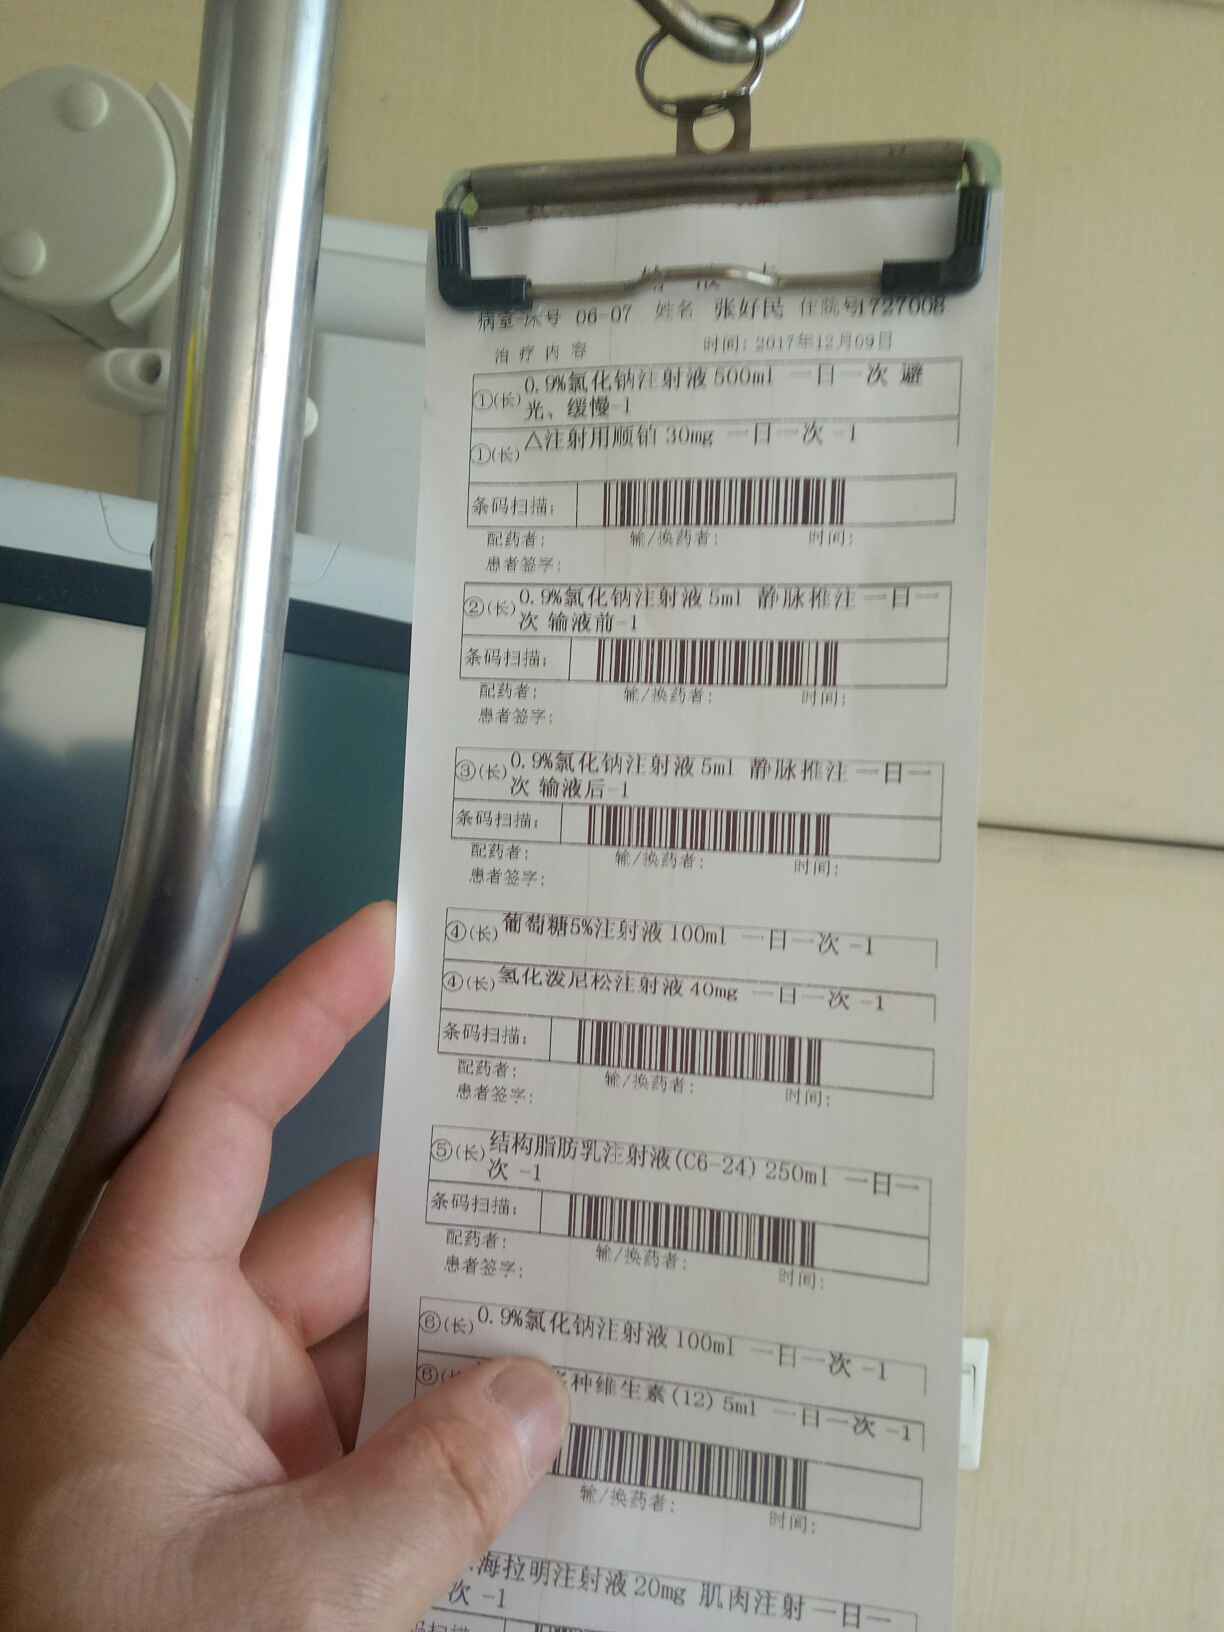 病室-床号 06-07 姓名 张好民 住院号1727008
治疗内容 时间: 2017年12月09日
①(长) 0.9%氯化钠注射液 500ml 一日一次 避
光、缓慢-1
①(长) △注射用顺铂 30mg 一日一次 -1
条码扫描:
配药者: 输/换药者: 时间:
患者签字:
②(长) 0.9%氯化钠注射液 5ml 静脉推注 一日一
次 输液前-1
条码扫描:
配药者: 输/换药者: 时间:
患者签字:
③(长) 0.9%氯化钠注射液 5ml 静脉推注 一日一
次 输液后-1
条码扫描:
配药者: 输/换药者: 时间:
患者签字:
④(长) 葡萄糖5%注射液 100ml 一日一次 -1
④(长) 氢化泼尼松注射液 40mg 一日一次 -1
条码扫描:
配药者: 输/换药者: 时间:
患者签字:
⑤(长) 结构脂肪乳注射液(C6-24) 250ml 一日一
次 -1
条码扫描:
配药者: 输/换药者: 时间:
患者签字:
⑥(长) 0.9%氯化钠注射液 100ml 一日一次 -1
⑥ 种维生素(12) 5ml 一日一次 -1
输/换药者: 时间:
海拉明注射液 20mg 肌肉注射 一日一
次 -1